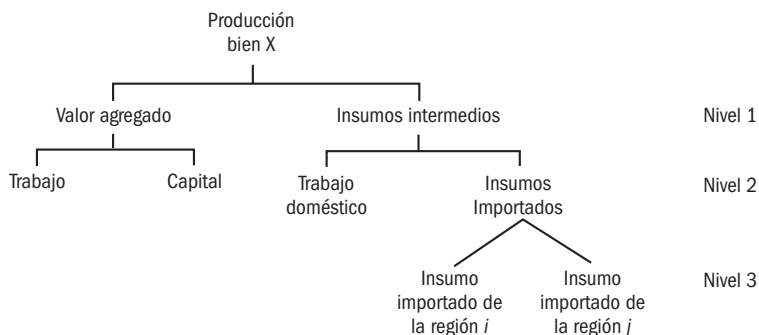 Producción
bien X
Valor agregado
Insumos intermedios
Nivel 1
Trabajo
Capital
Trabajo
doméstico
Insumos
Importados
Nivel 2
Insumo
importado de
la región i
Insumo
importado de
la región j
Nivel 3